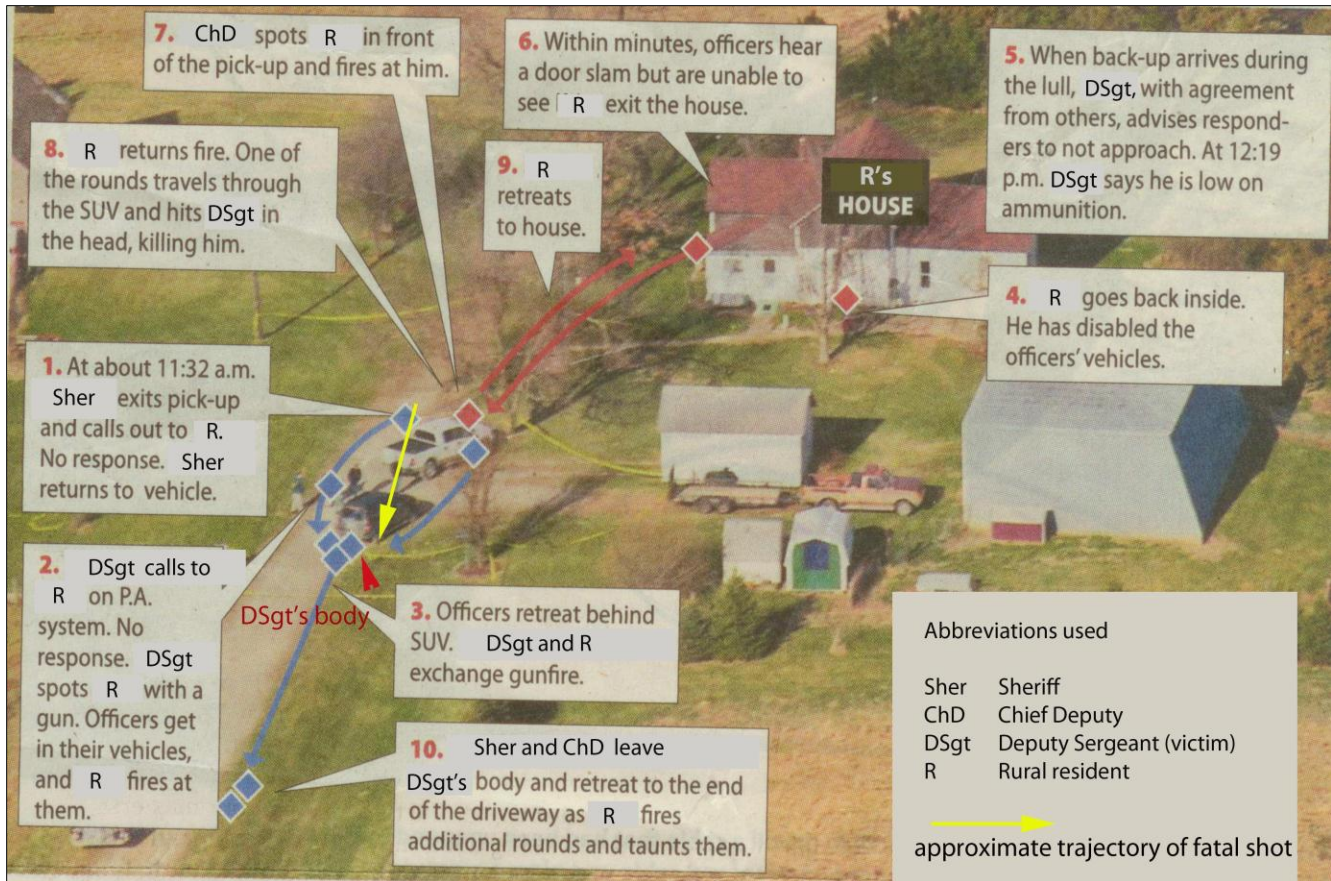 7. ChD spots R in front
of the pick-up and fires at him.
6. Within minutes, officers hear
a door slam but are unable to
see R exit the house.
5. When back-up arrives during
the lull, DSgt, with agreement
from others, advises respond-
ers to not approach. At 12:19
p.m. DSgt says he is low on
ammunition.
8. R returns fire. One of
the rounds travels through
the SUV and hits DSgt in
the head, killing him.
9. R
retreats
to house.
R's
HOUSE
4. R goes back inside.
He has disabled the
officers' vehicles.
1. At about 11:32 a.m.
Sher exits pick-up
and calls out to R.
No response. Sher
returns to vehicle.
2. DSgt calls to
R on P.A.
system. No
response. DSgt
spots R with a
gun. Officers get
in their vehicles,
and R fires at
them.
DSgt's body
3. Officers retreat behind
SUV. DSgt and R
exchange gunfire.
10. Sher and ChD leave
DSgt's body and retreat to the end
of the driveway as R fires
additional rounds and taunts them.
Abbreviations used
Sher Sheriff
ChD Chief Deputy
DSgt Deputy Sergeant (victim)
R Rural resident
approximate trajectory of fatal shot